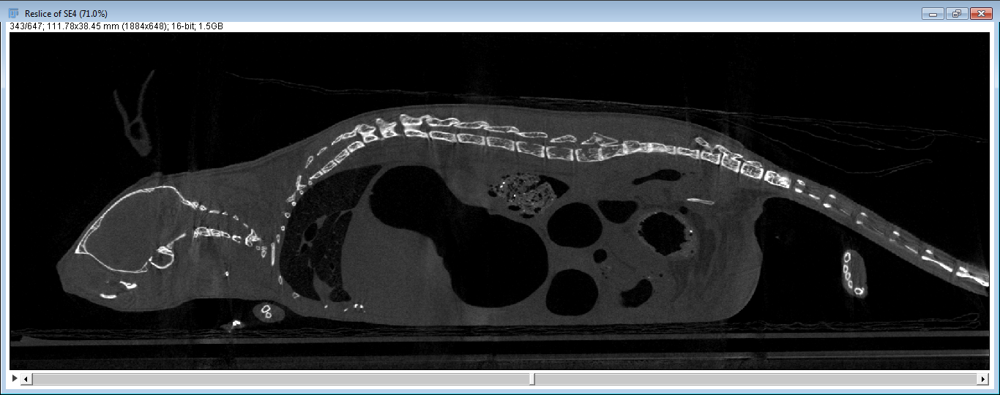 Reslice of SE4 (71.0%)
343/647; 111.78x38.45 mm (1884x648); 16-bit; 1.5GB